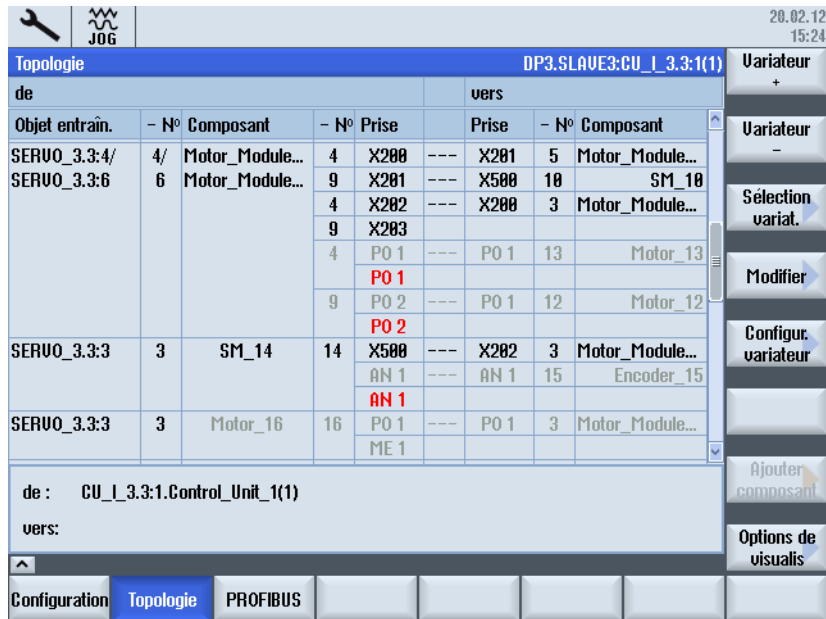 JOG
20.02.12
15:24
Topologie DP3.SLAVE3:CU_I_3.3:1(1)
de vers
Objet entraîn. – Nº Composant – Nº Prise Prise – Nº Composant
SERVO_3.3:4/ 4/ Motor_Module... 4 X200 --- X201 5 Motor_Module...
SERVO_3.3:6 6 Motor_Module... 9 X201 --- X500 10 SM_10
4 X202 --- X200 3 Motor_Module...
9 X203
4 PO 1 --- PO 1 13 Motor_13
PO 1
9 PO 2 --- PO 1 12 Motor_12
PO 2
SERVO_3.3:3 3 SM_14 14 X500 --- X202 3 Motor_Module...
AN 1 --- AN 1 15 Encoder_15
AN 1
SERVO_3.3:3 3 Motor_16 16 PO 1 --- PO 1 3 Motor_Module...
ME 1
de : CU_I_3.3:1.Control_Unit_1(1)
vers:
Variateur
+
Variateur
–
Sélection
variat.
Modifier
Configur.
variateur
Ajouter
composant
Options de
visualis
Configuration Topologie PROFIBUS